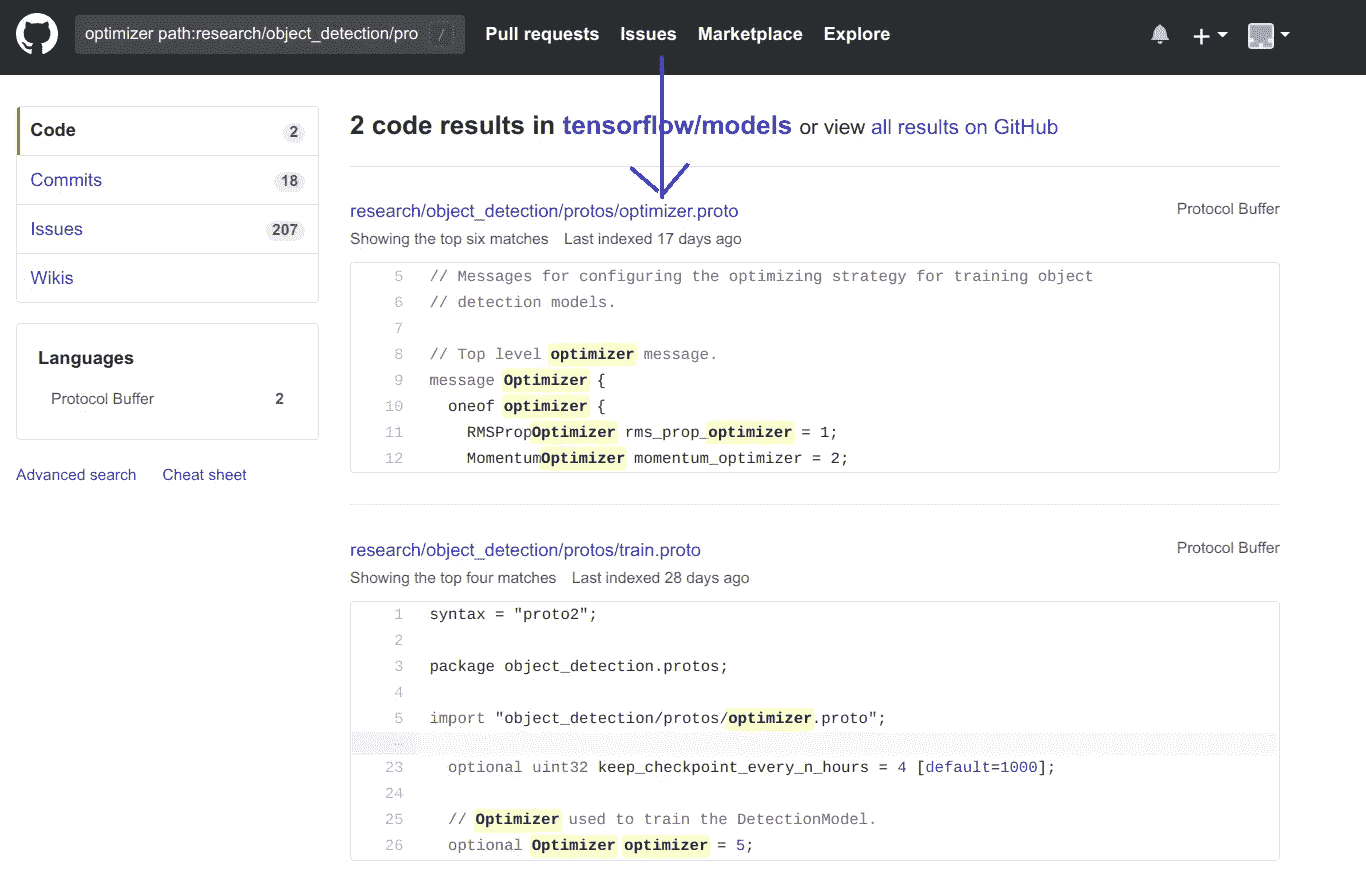 optimizer path:research/object_detection/pro / Pull requests Issues Marketplace Explore
Code 2
Commits 18
Issues 207
Wikis
Languages
Protocol Buffer 2
Advanced search Cheat sheet
2 code results in tensorflow/models or view all results on GitHub
research/object_detection/protos/optimizer.proto Protocol Buffer
Showing the top six matches Last indexed 17 days ago
5 // Messages for configuring the optimizing strategy for training object
6 // detection models.
7
8 // Top level optimizer message.
9 message Optimizer {
10 oneof optimizer {
11 RMSPropOptimizer rms_prop_optimizer = 1;
12 MomentumOptimizer momentum_optimizer = 2;
research/object_detection/protos/train.proto Protocol Buffer
Showing the top four matches Last indexed 28 days ago
1 syntax = "proto2";
2
3 package object_detection.protos;
4
5 import "object_detection/protos/optimizer.proto";
…
23 optional uint32 keep_checkpoint_every_n_hours = 4 [default=1000];
24
25 // Optimizer used to train the DetectionModel.
26 optional Optimizer optimizer = 5;